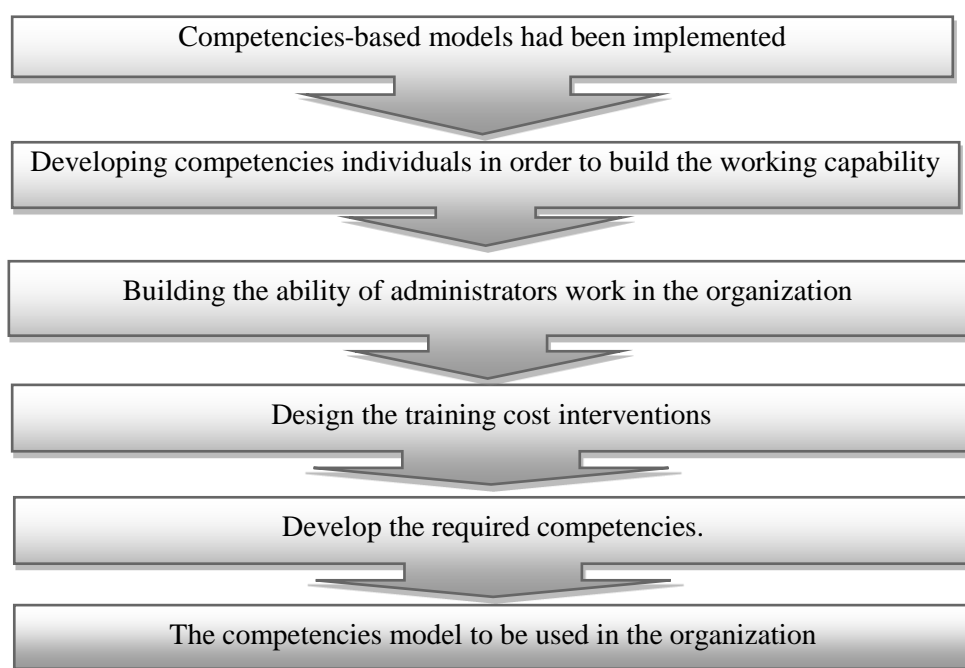 Competencies-based models had been implemented
Developing competencies individuals in order to build the working capability
Building the ability of administrators work in the organization
Design the training cost interventions
Develop the required competencies.
The competencies model to be used in the organization